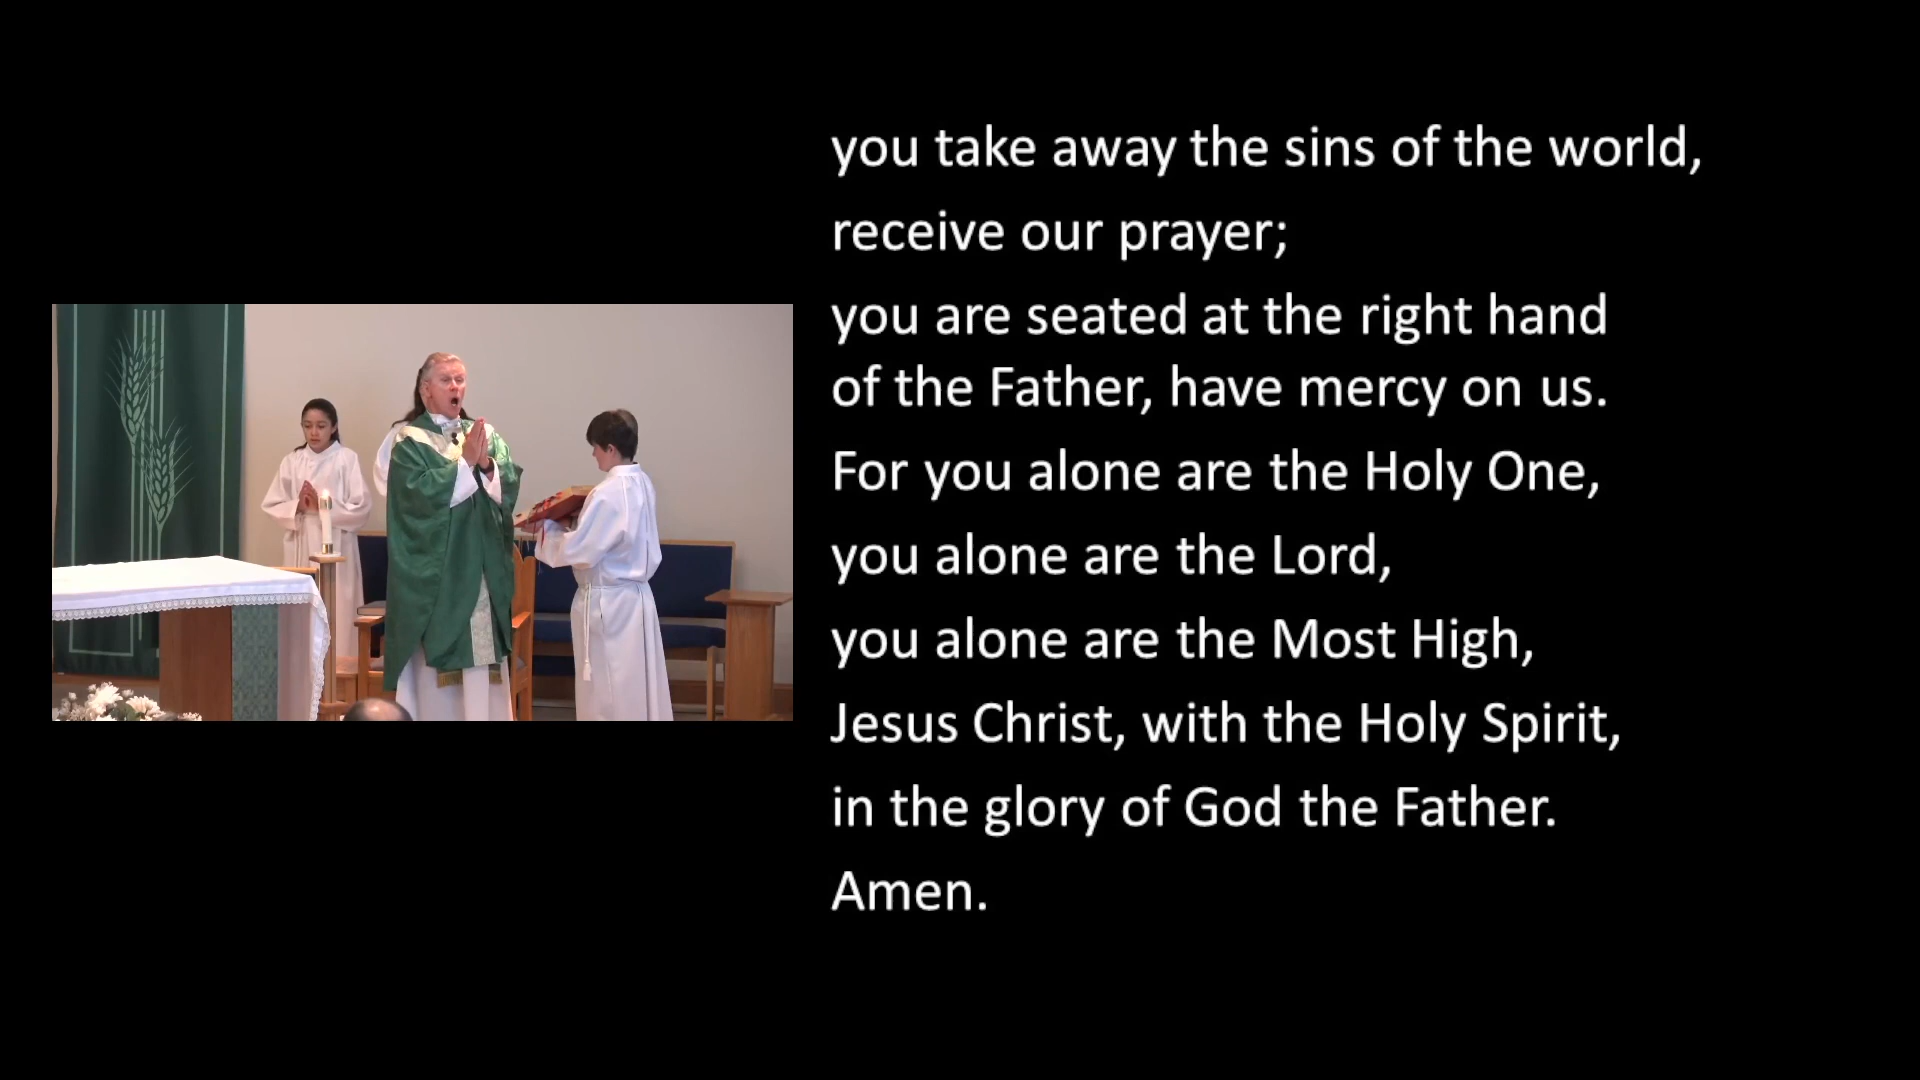 you take away the sins of the world,
receive our prayer;
you are seated at the right hand
of the Father, have mercy on us.
For you alone are the Holy One,
you alone are the Lord,
you alone are the Most High,
Jesus Christ, with the Holy Spirit,
in the glory of God the Father.
Amen.